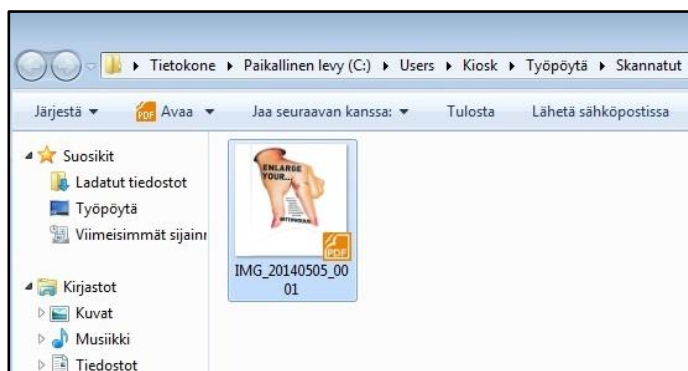 Tietokone Paikallinen levy (C:) Users Kiosk Työpöytä Skannatut
Järjestä Avaa Jaa seuraavan kanssa: Tulosta Lähetä sähköpostissa
Suosikit
Ladatut tiedostot
Työpöytä
Viimeisimmät sijainn
Kirjastot
Kuvat
Musiikki
Tiedostot
ENLARGE
YOUR...
PDF
IMG_20140505_00
01